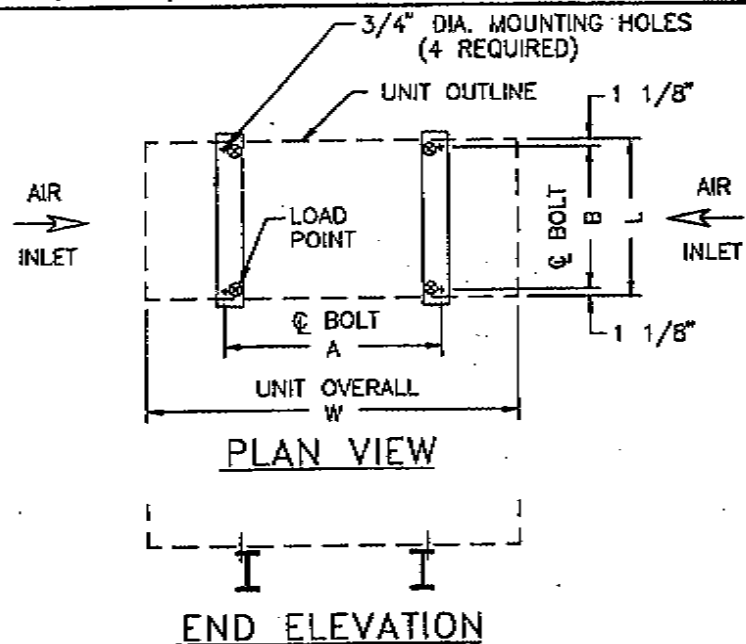 3/4" DIA. MOUNTING HOLES
(4 REQUIRED)
UNIT OUTLINE
1 1/8"
AIR
INLET
LOAD
POINT
℄ BOLT
B
L
AIR
INLET
1 1/8"
℄ BOLT
A
UNIT OVERALL
W
PLAN VIEW
END ELEVATION